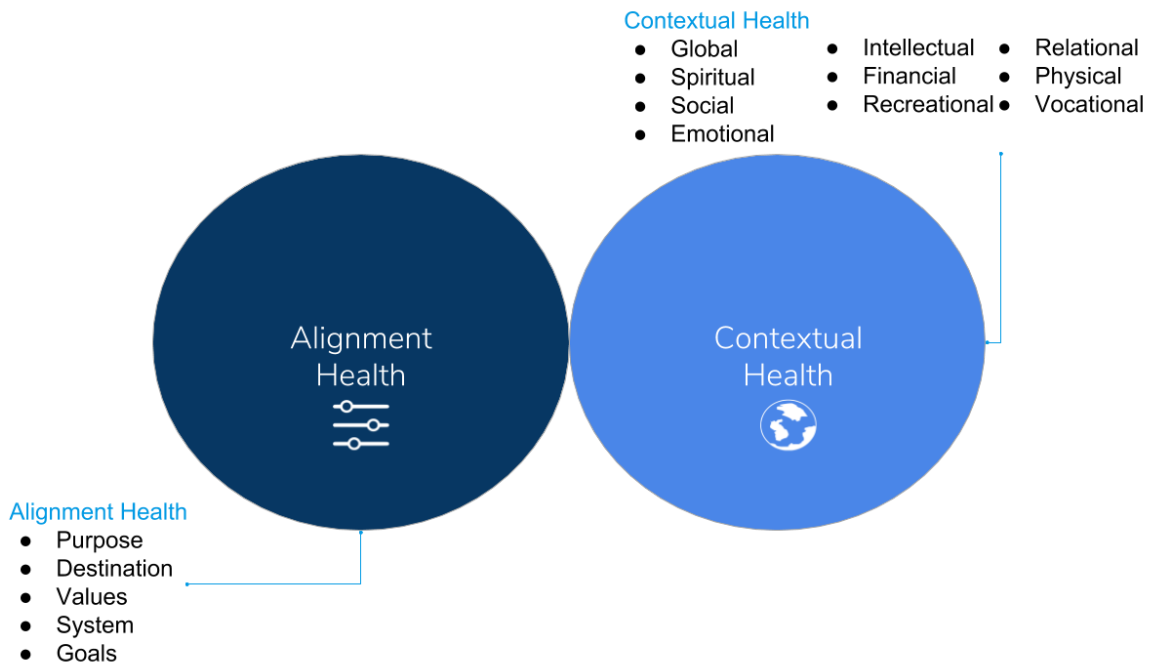 Contextual Health
● Global
● Spiritual
● Social
● Emotional
● Intellectual
● Financial
● Recreational
● Relational
● Physical
● Vocational
Alignment
Health
Contextual
Health
Alignment Health
● Purpose
● Destination
● Values
● System
● Goals